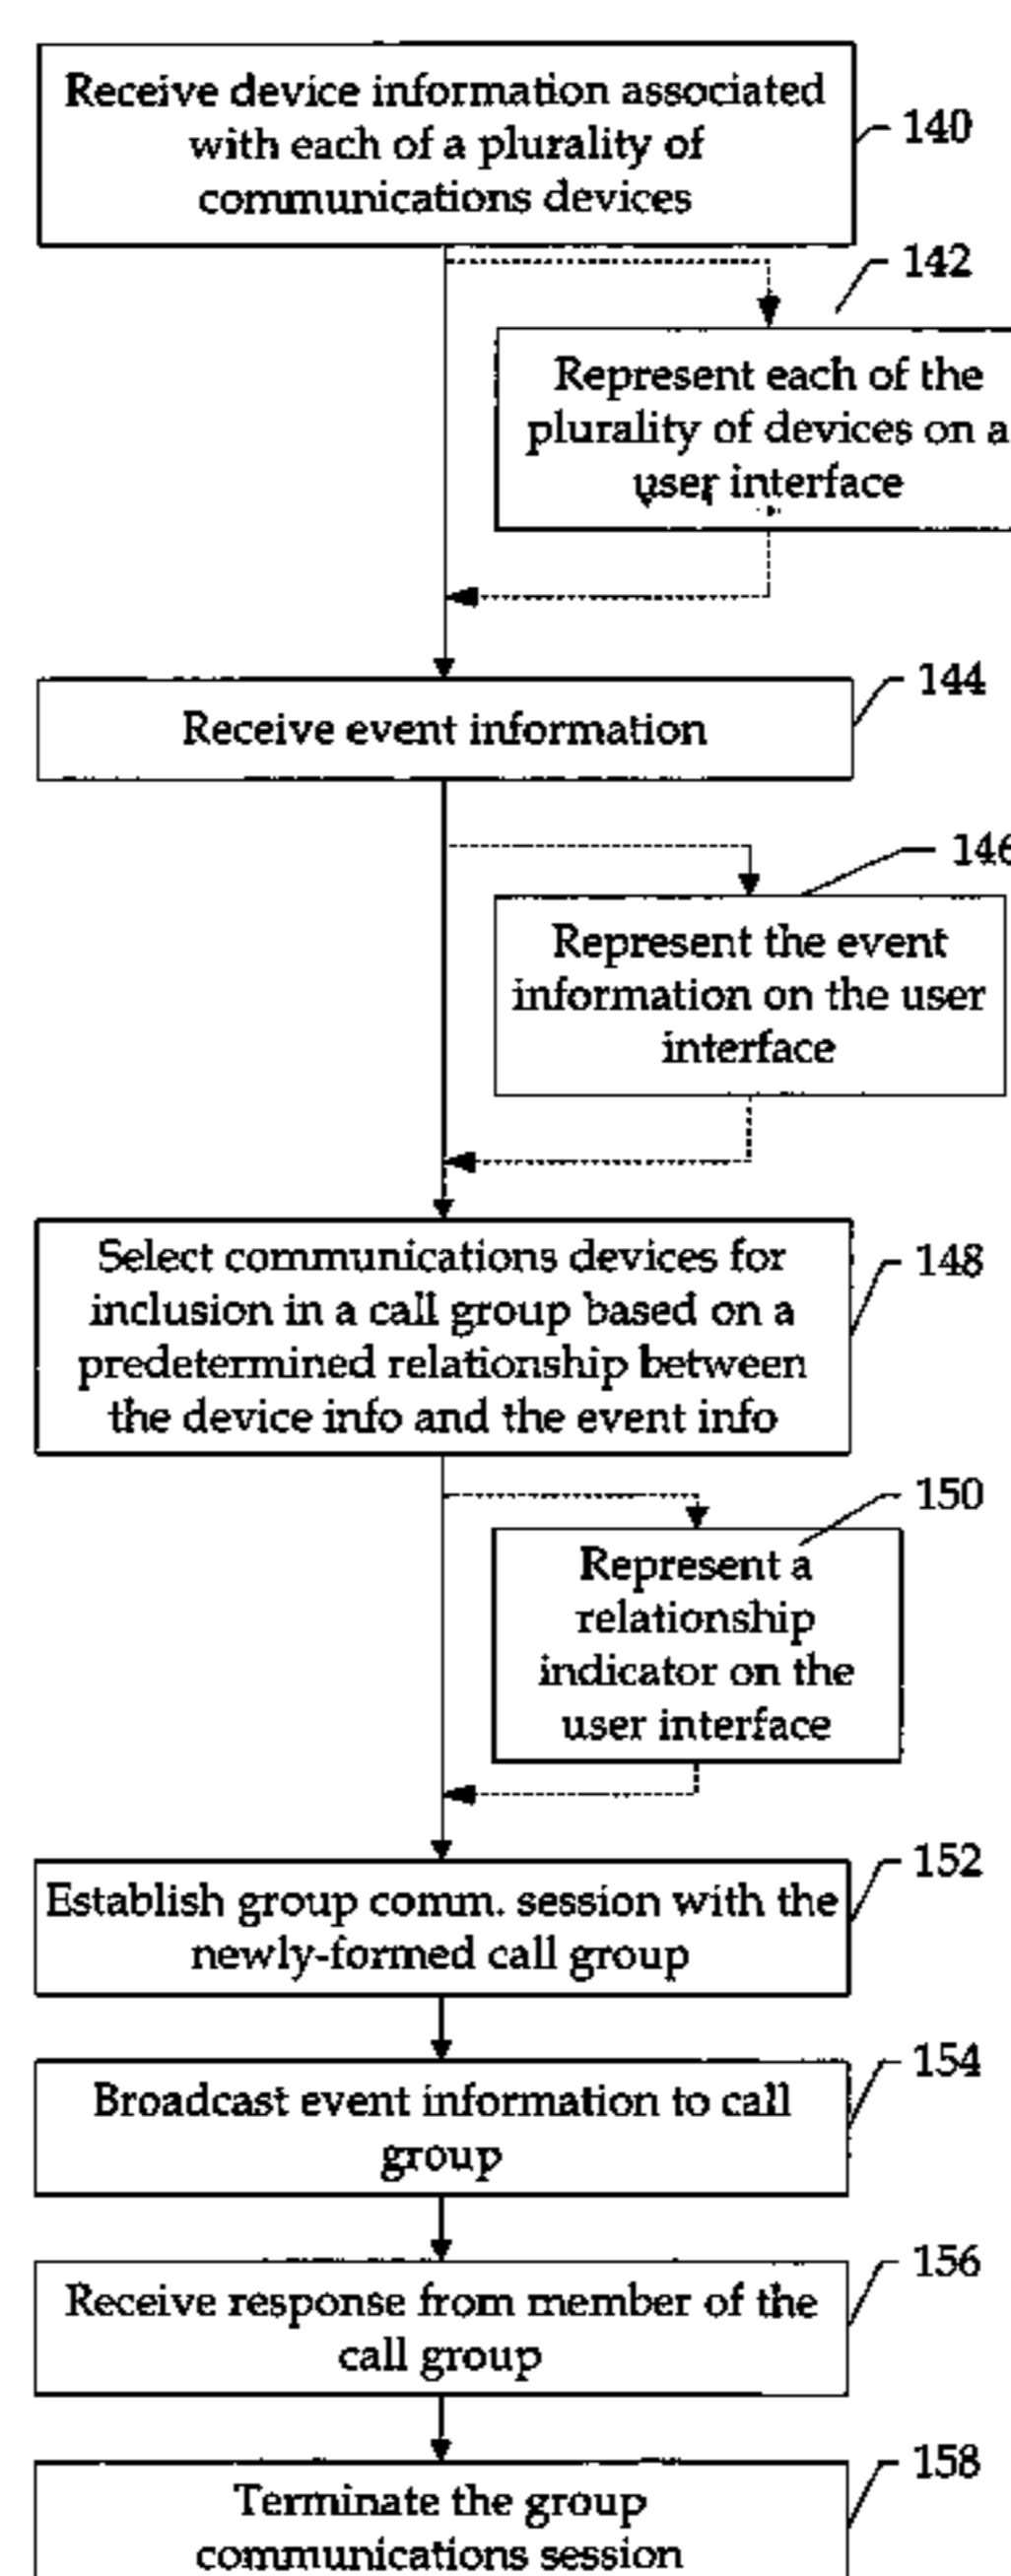 Receive device information associated
with each of a plurality of
communications devices
140
142
Represent each of the
plurality of devices on a
user interface
144
Receive event information
146
Represent the event
information on the user
interface
Select communications devices for
inclusion in a call group based on a
predetermined relationship between
the device info and the event info
148
150
Represent a
relationship
indicator on the
user interface
152
Establish group comm. session with the
newly-formed call group
154
Broadcast event information to call
group
156
Receive response from member of the
call group
158
Terminate the group
communications session